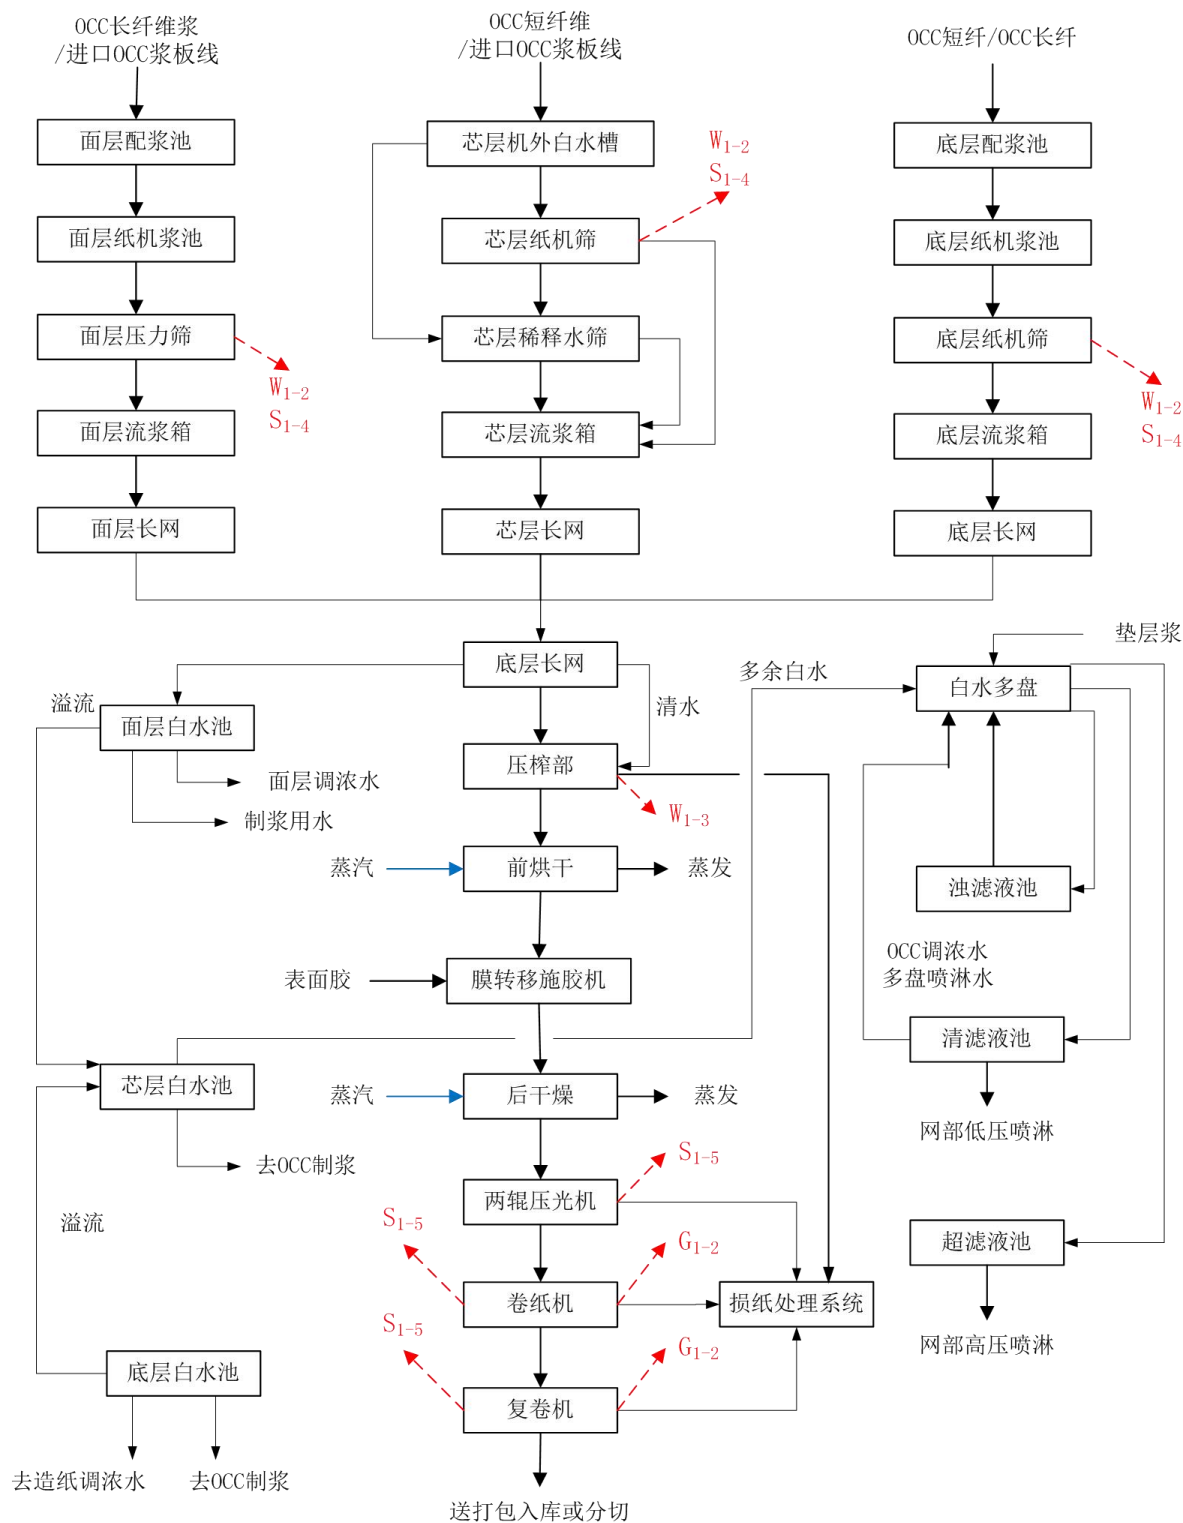 OCC长纤维浆
/进口OCC浆板线
OCC短纤维
/进口OCC浆板线
OCC短纤/OCC长纤
面层配浆池
芯层机外白水槽
底层配浆池
W1-2
S1-4
面层纸机浆池
芯层纸机筛
底层纸机浆池
面层压力筛
芯层稀释水筛
底层纸机筛
W1-2
S1-4
W1-2
S1-4
面层流浆箱
芯层流浆箱
底层流浆箱
面层长网
芯层长网
底层长网
垫层浆
底层长网
多余白水
白水多盘
溢流
清水
面层白水池
压榨部
面层调浓水
W1-3
制浆用水
蒸汽
前烘干
蒸发
浊滤液池
OCC调浓水
多盘喷淋水
表面胶
膜转移施胶机
清滤液池
芯层白水池
蒸汽
后干燥
蒸发
网部低压喷淋
去OCC制浆
S1-5
两辊压光机
溢流
S1-5
G1-2
超滤液池
卷纸机
损纸处理系统
S1-5
G1-2
网部高压喷淋
底层白水池
复卷机
去造纸调浓水
去OCC制浆
送打包入库或分切